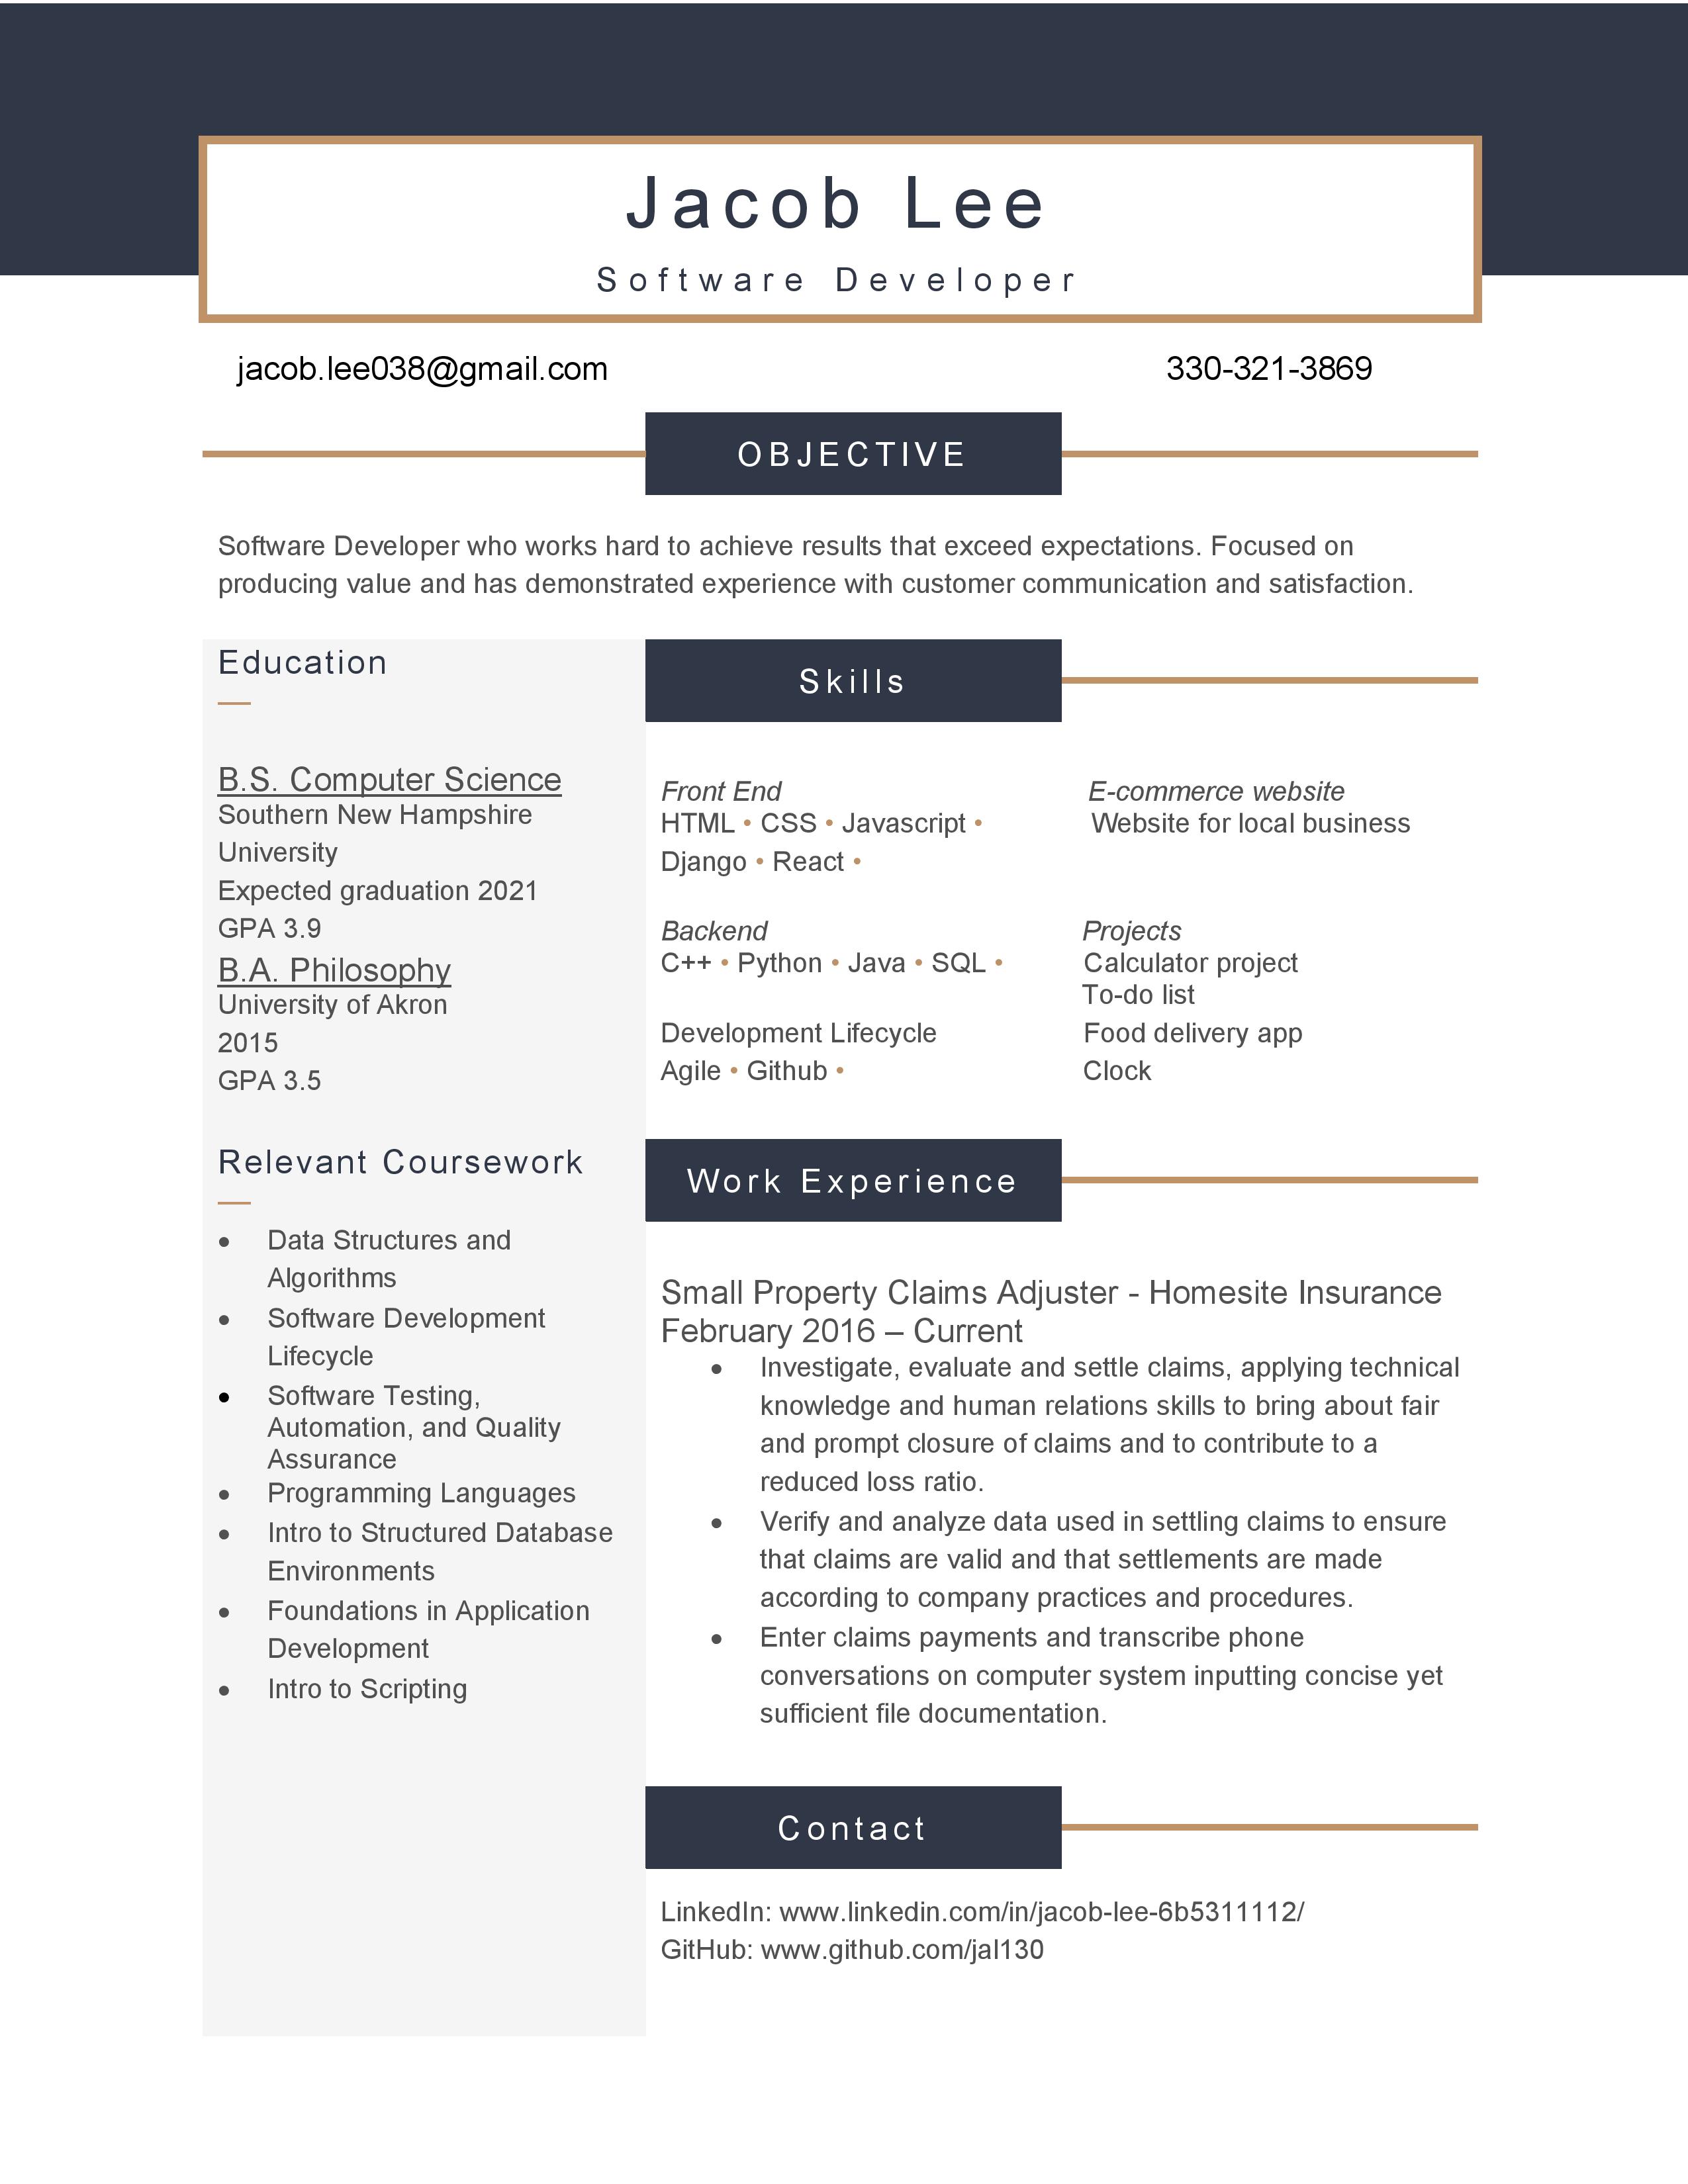 Jacob Lee
Software Developer
jacob.lee038@gmail.com 330-321-3869
OBJECTIVE
Software Developer who works hard to achieve results that exceed expectations. Focused on
producing value and has demonstrated experience with customer communication and satisfaction.
Education
B.S. Computer Science
Southern New Hampshire
University
Expected graduation 2021
GPA 3.9
B.A. Philosophy
University of Akron
2015
GPA 3.5
Relevant Coursework
• Data Structures and
Algorithms
• Software Development
Lifecycle
• Software Testing,
Automation, and Quality
Assurance
• Programming Languages
• Intro to Structured Database
Environments
• Foundations in Application
Development
• Intro to Scripting
Skills
Front End
HTML • CSS • Javascript •
Django • React •
Backend
C++ • Python • Java • SQL •
Development Lifecycle
Agile • Github •
E-commerce website
Website for local business
Projects
Calculator project
To-do list
Food delivery app
Clock
Work Experience
Small Property Claims Adjuster - Homesite Insurance
February 2016 – Current
• Investigate, evaluate and settle claims, applying technical
knowledge and human relations skills to bring about fair
and prompt closure of claims and to contribute to a
reduced loss ratio.
• Verify and analyze data used in settling claims to ensure
that claims are valid and that settlements are made
according to company practices and procedures.
• Enter claims payments and transcribe phone
conversations on computer system inputting concise yet
sufficient file documentation.
Contact
LinkedIn: www.linkedin.com/in/jacob-lee-6b5311112/
GitHub: www.github.com/jal130